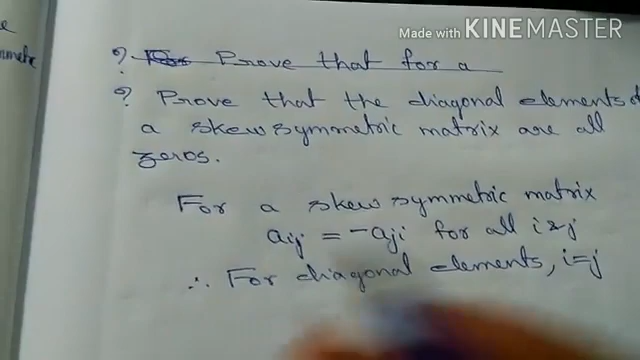 Made with KINEMASTER
e
mmetric
? Prove that for a
? Prove that the diagonal elements of
a skew symmetric matrix are all
zeros.
For a skew symmetric matrix
aij = -aji for all i & j
∴ For diagonal elements, i=j